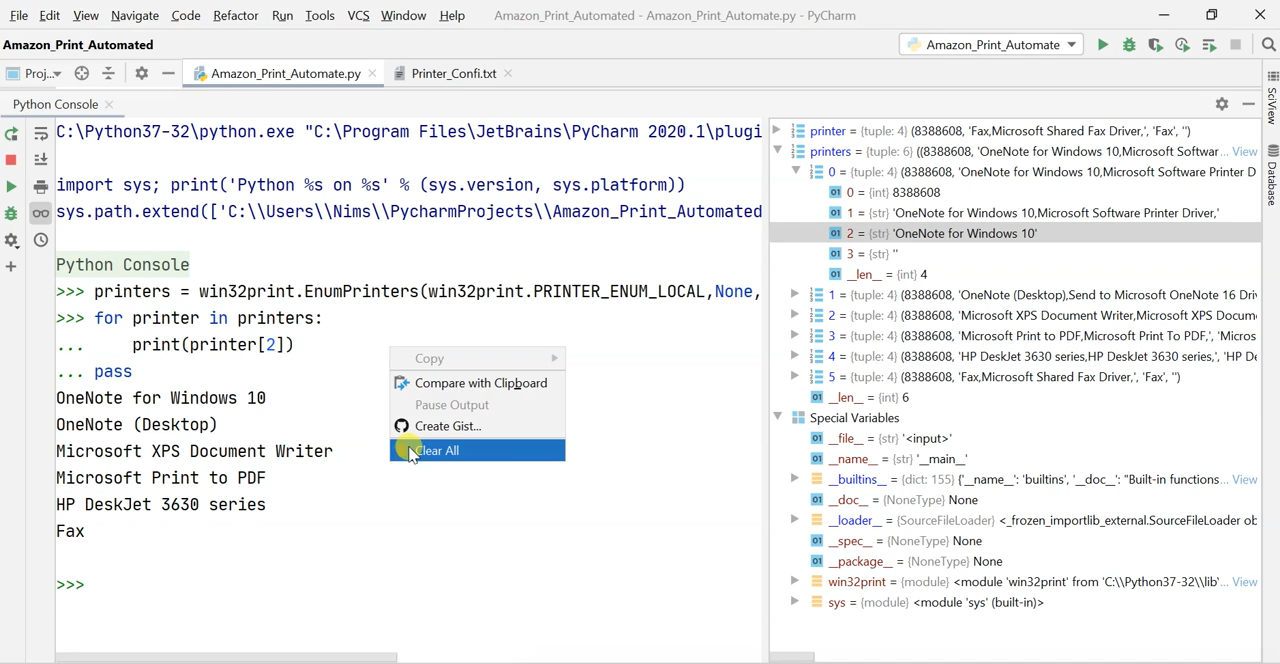 File Edit View Navigate Code Refactor Run Tools VCS Window Help Amazon_Print_Automated - Amazon_Print_Automate.py - PyCharm
Amazon_Print_Automated
Amazon_Print_Automate
Proj...
Amazon_Print_Automate.py
Printer_Confi.txt
Python Console
C:\Python37-32\python.exe "C:\Program Files\JetBrains\PyCharm 2020.1\plugi
import sys; print('Python %s on %s' % (sys.version, sys.platform))
sys.path.extend(['C:\\Users\\Nims\\PycharmProjects\\Amazon_Print_Automated
Python Console
>>> printers = win32print.EnumPrinters(win32print.PRINTER_ENUM_LOCAL,None,
>>> for printer in printers:
... print(printer[2])
... pass
OneNote for Windows 10
OneNote (Desktop)
Microsoft XPS Document Writer
Microsoft Print to PDF
HP DeskJet 3630 series
Fax
>>>
Copy
Compare with Clipboard
Pause Output
Create Gist...
Clear All
printer = {tuple: 4} (8388608, 'Fax,Microsoft Shared Fax Driver,', 'Fax', '')
printers = {tuple: 6} ((8388608, 'OneNote for Windows 10,Microsoft Softwar... View
0 = {tuple: 4} (8388608, 'OneNote for Windows 10,Microsoft Software Printer D
0 = {int} 8388608
1 = {str} 'OneNote for Windows 10,Microsoft Software Printer Driver,'
2 = {str} 'OneNote for Windows 10'
3 = {str} ''
__len__ = {int} 4
1 = {tuple: 4} (8388608, 'OneNote (Desktop),Send to Microsoft OneNote 16 Dri
2 = {tuple: 4} (8388608, 'Microsoft XPS Document Writer,Microsoft XPS Docum
3 = {tuple: 4} (8388608, 'Microsoft Print to PDF,Microsoft Print To PDF,', 'Micros
4 = {tuple: 4} (8388608, 'HP DeskJet 3630 series,HP DeskJet 3630 series,', 'HP De
5 = {tuple: 4} (8388608, 'Fax,Microsoft Shared Fax Driver,', 'Fax', '')
__len__ = {int} 6
Special Variables
__file__ = {str} '<input>'
__name__ = {str} '__main__'
__builtins__ = {dict: 155} {'__name__': 'builtins', '__doc__': "Built-in functions... View
__doc__ = {NoneType} None
__loader__ = {SourceFileLoader} <_frozen_importlib_external.SourceFileLoader ob
__spec__ = {NoneType} None
__package__ = {NoneType} None
win32print = {module} <module 'win32print' from 'C:\\Python37-32\\lib'... View
sys = {module} <module 'sys' (built-in)>
SciView
Database